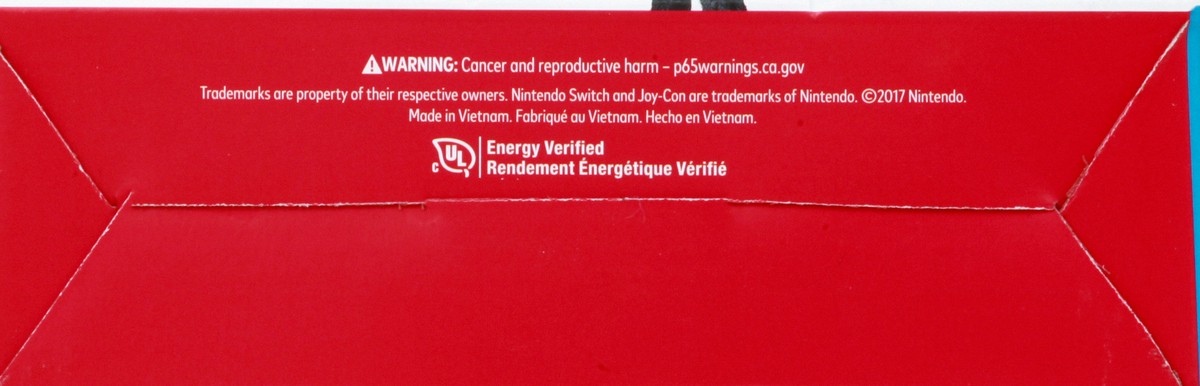 ⚠WARNING: Cancer and reproductive harm – p65warnings.ca.gov
Trademarks are property of their respective owners. Nintendo Switch and Joy-Con are trademarks of Nintendo. ©2017 Nintendo.
Made in Vietnam. Fabriqué au Vietnam. Hecho en Vietnam.
c UL Energy Verified
Rendement Énergétique Vérifié